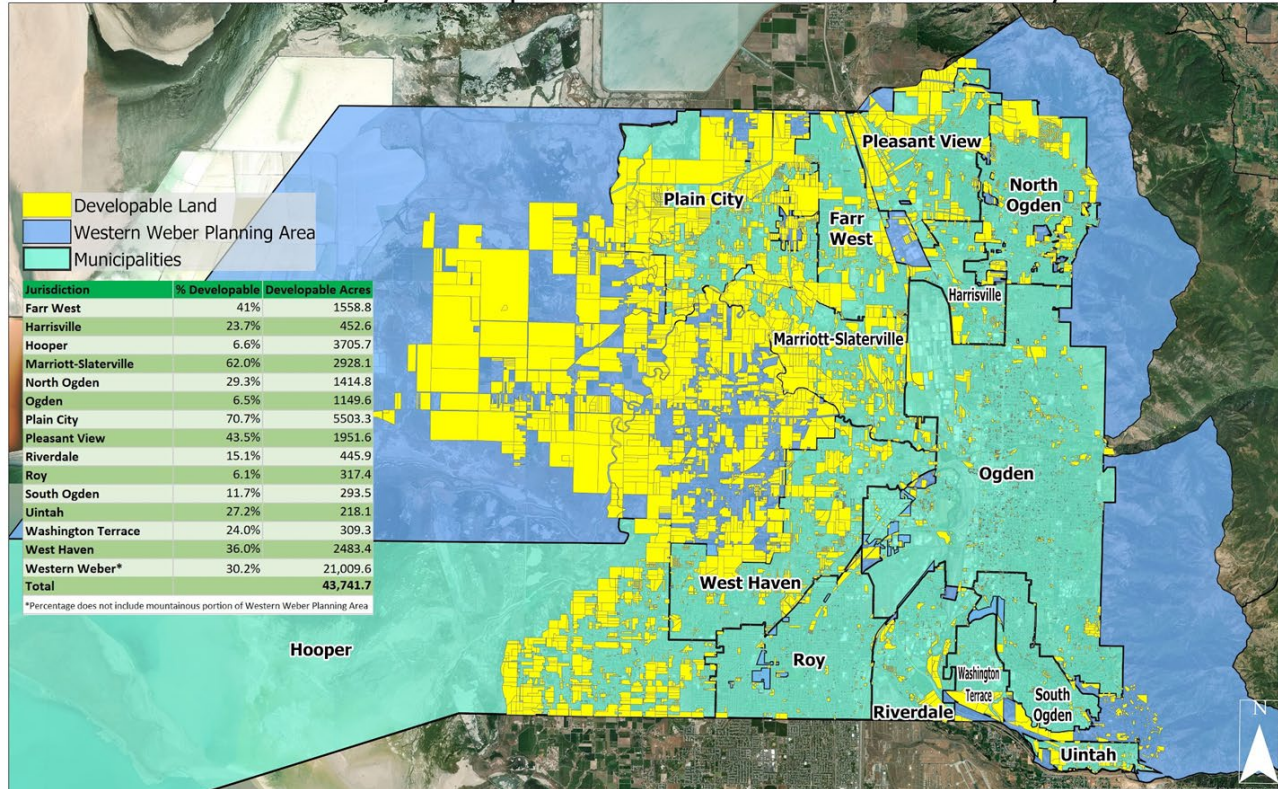 Developable Land
Western Weber Planning Area
Municipalities
Jurisdiction % Developable Developable Acres
Farr West 41% 1558.8
Harrisville 23.7% 452.6
Hooper 6.6% 3705.7
Marriott-Slaterville 62.0% 2928.1
North Ogden 29.3% 1414.8
Ogden 6.5% 1149.6
Plain City 70.7% 5503.3
Pleasant View 43.5% 1951.6
Riverdale 15.1% 445.9
Roy 6.1% 317.4
South Ogden 11.7% 293.5
Uintah 27.2% 218.1
Washington Terrace 24.0% 309.3
West Haven 36.0% 2483.4
Western Weber* 30.2% 21,009.6
Total 43,741.7
*Percentage does not include mountainous portion of Western Weber Planning Area
Pleasant View
Plain City
North
Ogden
Farr
West
Harrisville
Marriott-Slaterville
Ogden
West Haven
Hooper
Roy
Washington
Terrace
South
Ogden
Riverdale
Uintah
N